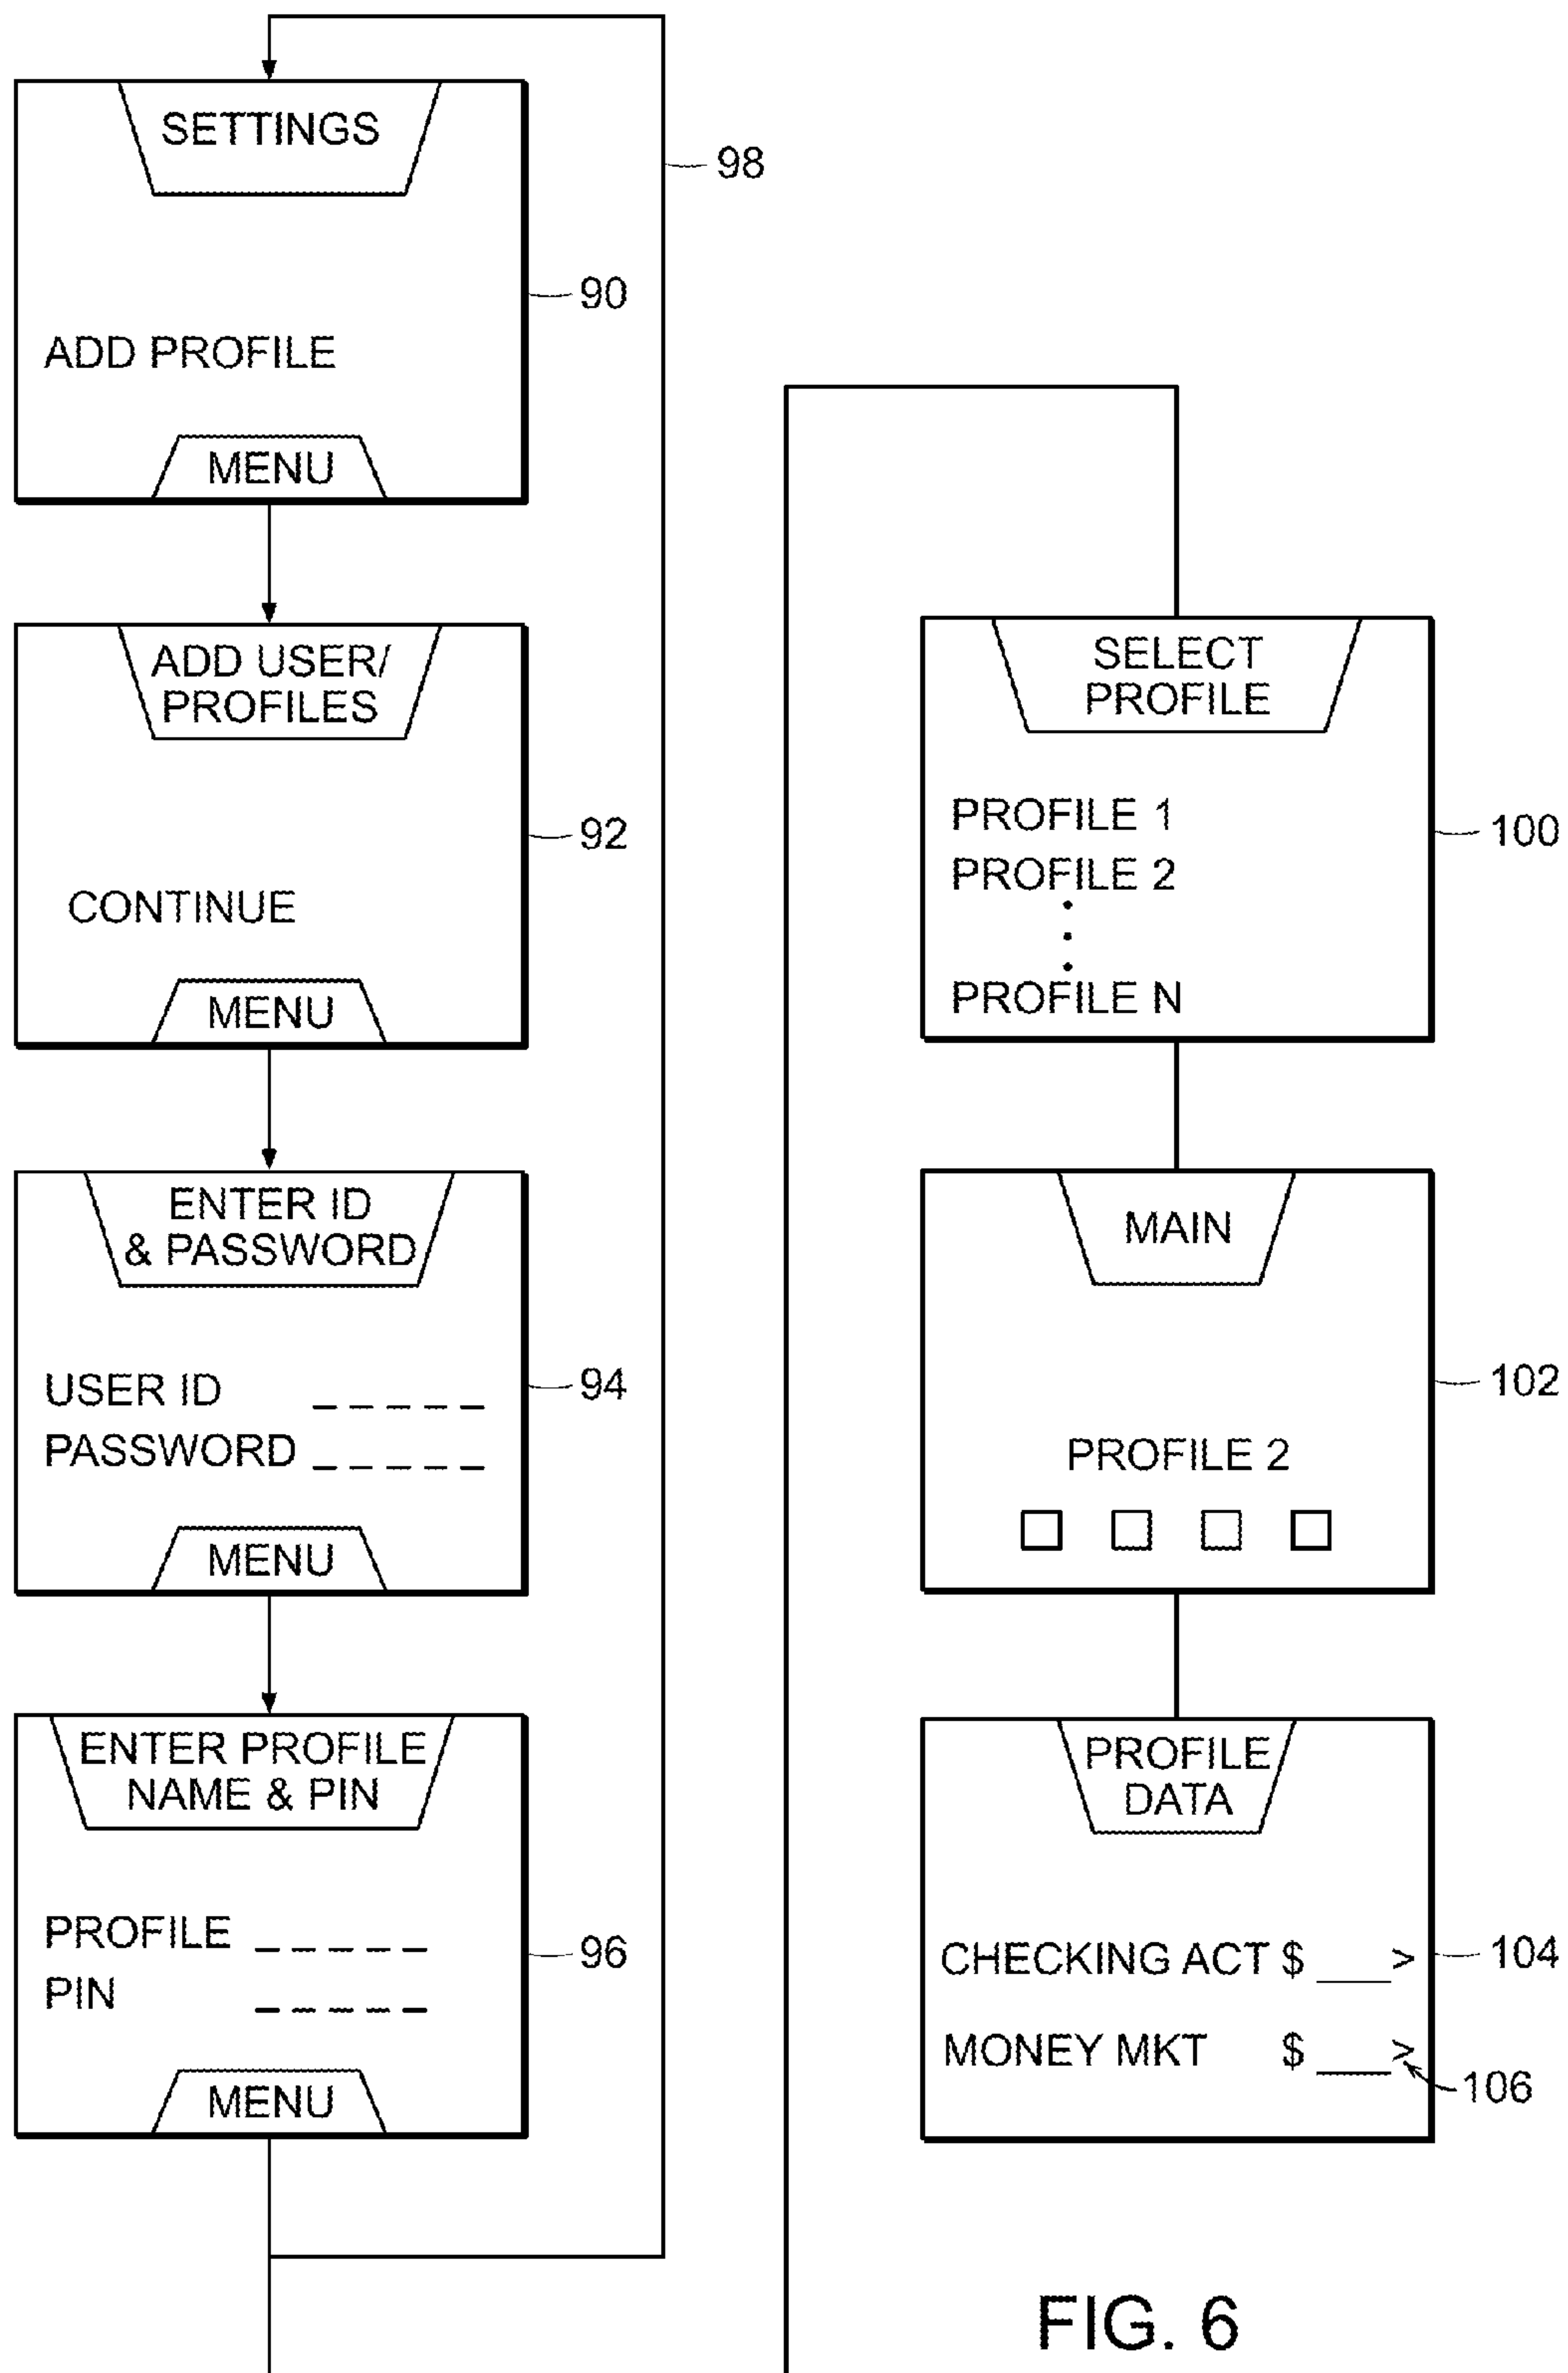 SETTINGS
98
90
ADD PROFILE
MENU
ADD USER/
PROFILES
92
CONTINUE
MENU
ENTER ID
& PASSWORD
USER ID _ _ _ _ _
94
PASSWORD _ _ _ _ _
MENU
ENTER PROFILE
NAME & PIN
PROFILE _ _ _ _ _
96
PIN _ _ _ _ _
MENU
SELECT
PROFILE
PROFILE 1
100
PROFILE 2
.
.
.
PROFILE N
MAIN
102
PROFILE 2
PROFILE
DATA
CHECKING ACT $ ___>
104
MONEY MKT $ ___>
106
FIG. 6